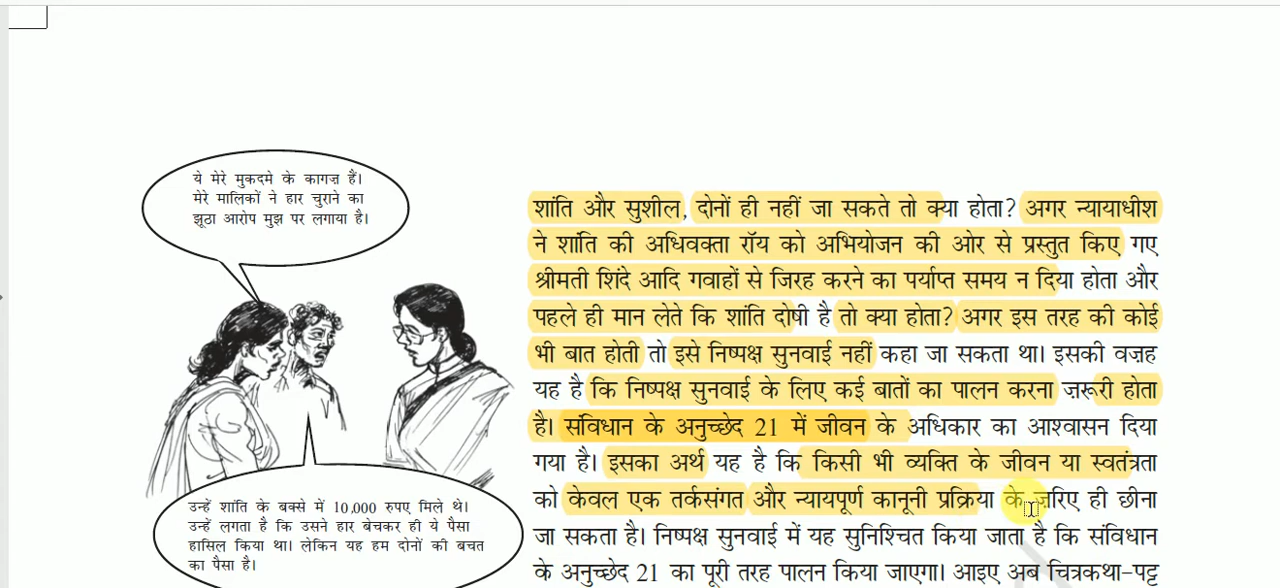 ये मेरे मुकदमे के कागज़ हैं।
मेरे मालिकों ने हार चुराने का
झूठा आरोप मुझ पर लगाया है।
उन्हें शांति के बक्से में 10,000 रुपए मिले थे।
उन्हें लगता है कि उसने हार बेचकर ही ये पैसा
हासिल किया था। लेकिन यह हम दोनों की बचत
का पैसा है।
शांति और सुशील, दोनों ही नहीं जा सकते तो क्या होता? अगर न्यायाधीश
ने शांति की अधिवक्ता रॉय को अभियोजन की ओर से प्रस्तुत किए गए
श्रीमती शिंदे आदि गवाहों से जिरह करने का पर्याप्त समय न दिया होता और
पहले ही मान लेते कि शांति दोषी है तो क्या होता? अगर इस तरह की कोई
भी बात होती तो इसे निष्पक्ष सुनवाई नहीं कहा जा सकता था। इसकी वज़ह
यह है कि निष्पक्ष सुनवाई के लिए कई बातों का पालन करना ज़रूरी होता
है। संविधान के अनुच्छेद 21 में जीवन के अधिकार का आश्वासन दिया
गया है। इसका अर्थ यह है कि किसी भी व्यक्ति के जीवन या स्वतंत्रता
को केवल एक तर्कसंगत और न्यायपूर्ण कानूनी प्रक्रिया के ज़रिए ही छीना
जा सकता है। निष्पक्ष सुनवाई में यह सुनिश्चित किया जाता है कि संविधान
के अनुच्छेद 21 का पूरी तरह पालन किया जाएगा। आइए अब चित्रकथा-पट्ट